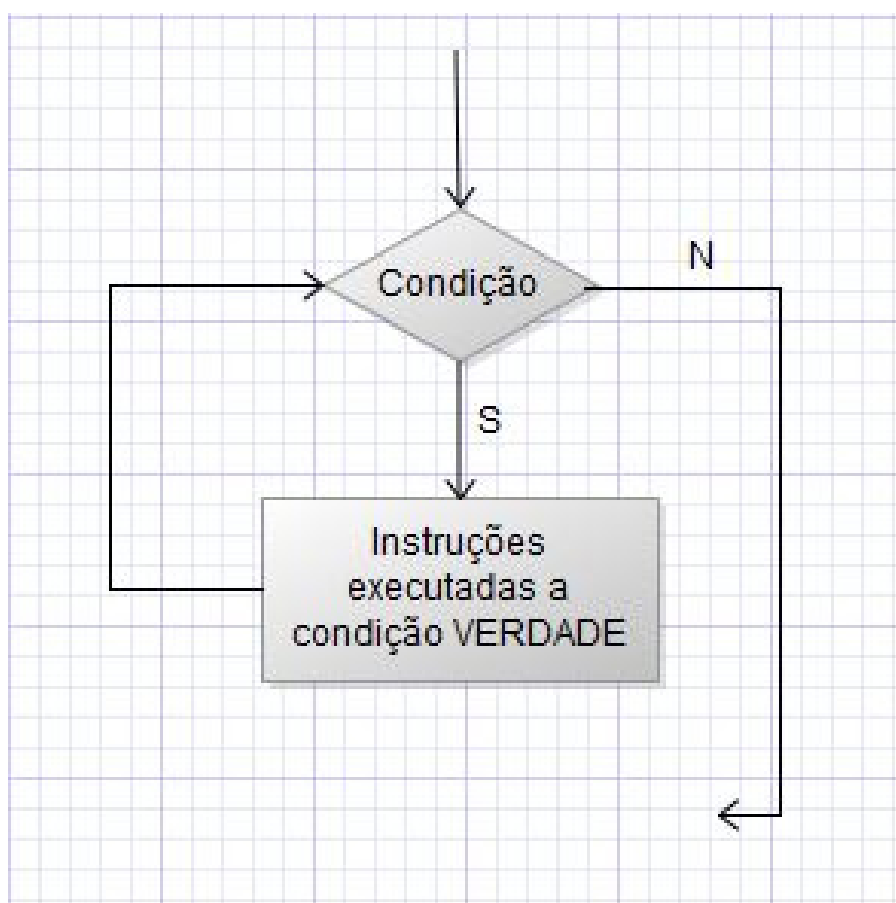 Condição
N
S
Instruções
executadas a
condição VERDADE